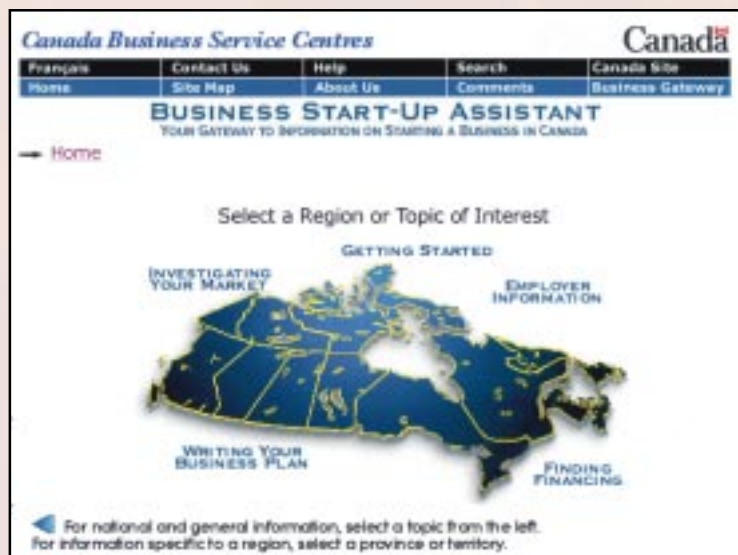 Canada Business Service Centres
Canada
Français Contact Us Help Search Canada Site
Home Site Map About Us Comments Business Gateway
BUSINESS START-UP ASSISTANT
YOUR GATEWAY TO INFORMATION ON STARTING A BUSINESS IN CANADA
Home
Select a Region or Topic of Interest
GETTING STARTED
INVESTIGATING
YOUR MARKET
EMPLOYER
INFORMATION
WRITING YOUR
BUSINESS PLAN
FINDING
FINANCING
For national and general information, select a topic from the left.
For information specific to a region, select a province or territory.